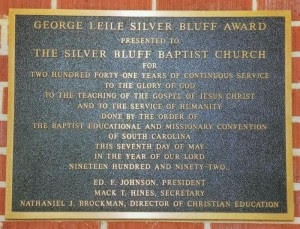 GEORGE LEILE SILVER BLUFF AWARD
PRESENTED TO
THE SILVER BLUFF BAPTIST CHURCH
FOR
TWO HUNDRED FORTY-ONE YEARS OF CONTINUOUS SERVICE
TO THE GLORY OF GOD
TO THE TEACHING OF THE GOSPEL OF JESUS CHRIST
AND TO THE SERVICE OF HUMANITY
DONE BY THE ORDER OF
THE BAPTIST EDUCATIONAL AND MISSIONARY CONVENTION
OF SOUTH CAROLINA
THIS SEVENTH DAY OF MAY
IN THE YEAR OF OUR LORD
NINETEEN HUNDRED AND NINETY-TWO.
ED. F. JOHNSON, PRESIDENT
MACK T. HINES, SECRETARY
NATHANIEL J. BROCKMAN, DIRECTOR OF CHRISTIAN EDUCATION